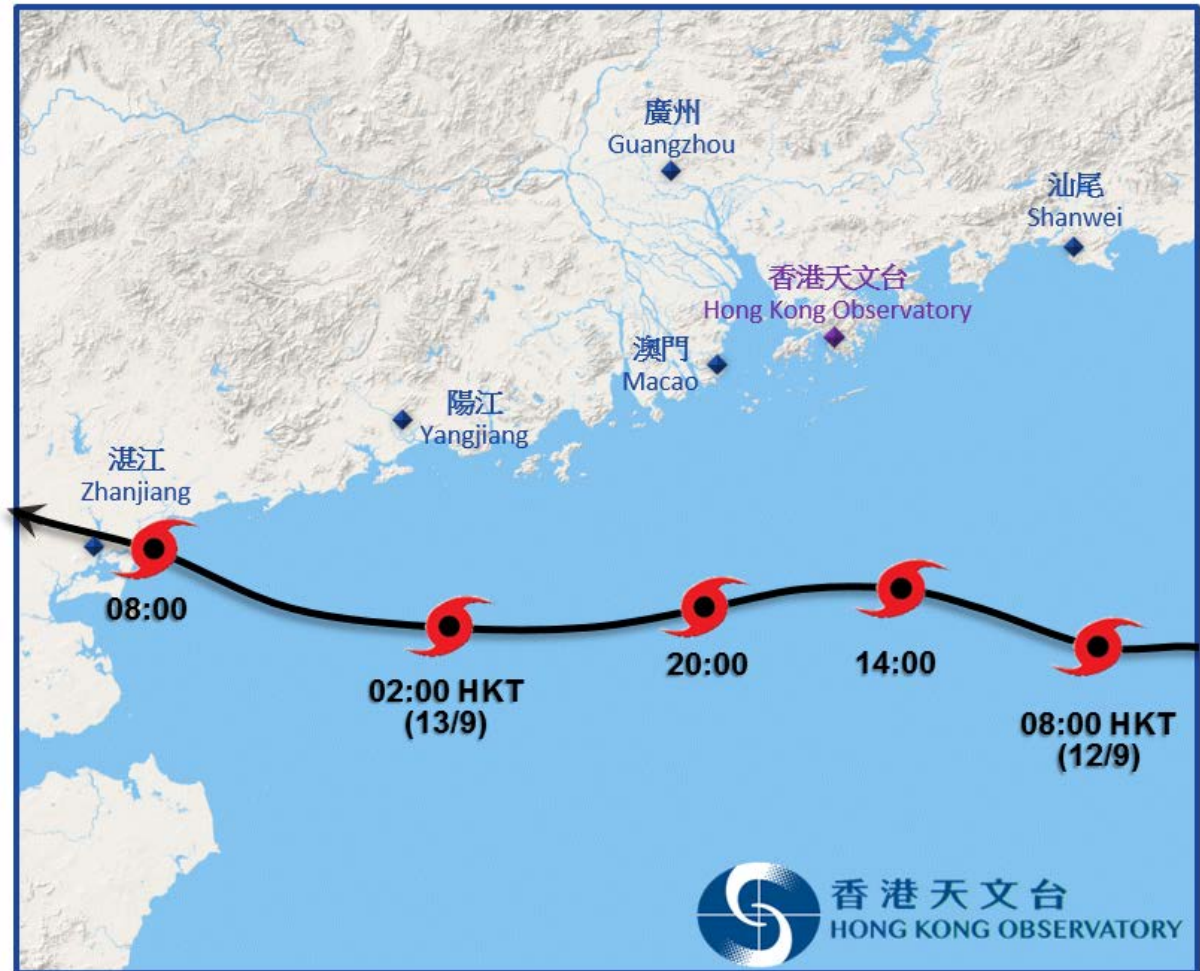 廣州
Guangzhou
汕尾
Shanwei
香港天文台
Hong Kong Observatory
澳門
Macao
陽江
Yangjiang
湛江
Zhanjiang
08:00
02:00 HKT
(13/9)
20:00
14:00
08:00 HKT
(12/9)
香港天文台
HONG KONG OBSERVATORY